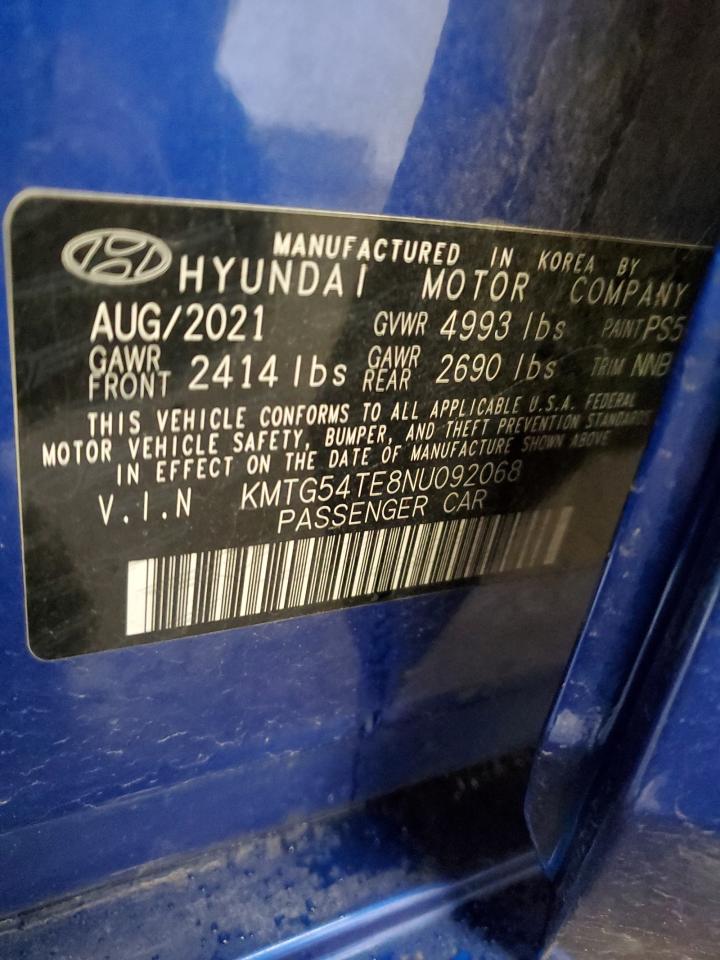 MANUFACTURED IN KOREA BY
HYUNDAI MOTOR COMPANY
AUG/2021 GVWR 4993 lbs PAINT PS5
GAWR FRONT 2414 lbs GAWR REAR 2690 lbs TRIM NNB
THIS VEHICLE CONFORMS TO ALL APPLICABLE U.S.A. FEDERAL
MOTOR VEHICLE SAFETY, BUMPER, AND THEFT PREVENTION STANDARDS
IN EFFECT ON THE DATE OF MANUFACTURE SHOWN ABOVE
V.I.N KMTG54TE8NU092068
PASSENGER CAR